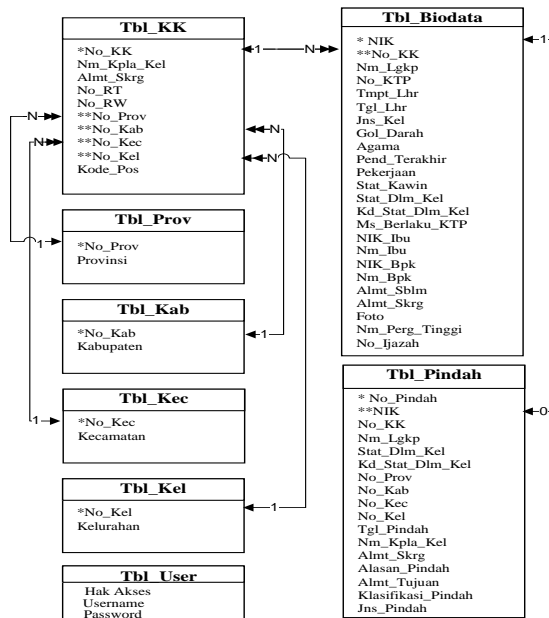 Tbl_KK
*No_KK
Nm_Kpla_Kel
Almt_Skrg
No_RT
No_RW
**No_Prov
**No_Kab
**No_Kec
**No_Kel
Kode_Pos
1
N
N
N
N
N
Tbl_Prov
*No_Prov
Provinsi
1
Tbl_Kab
*No_Kab
Kabupaten
1
Tbl_Kec
*No_Kec
Kecamatan
1
Tbl_Kel
*No_Kel
Kelurahan
1
Tbl_User
Hak Akses
Username
Password
Tbl_Biodata
* NIK
**No_KK
Nm_Lgkp
No_KTP
Tmpt_Lhr
Tgl_Lhr
Jns_Kel
Gol_Darah
Agama
Pend_Terakhir
Pekerjaan
Stat_Kawin
Stat_Dlm_Kel
Kd_Stat_Dlm_Kel
Ms_Berlaku_KTP
NIK_Ibu
Nm_Ibu
NIK_Bpk
Nm_Bpk
Almt_Sblm
Almt_Skrg
Foto
Nm_Perg_Tinggi
No_Ijazah
1
Tbl_Pindah
* No_Pindah
**NIK
No_KK
Nm_Lgkp
Stat_Dlm_Kel
Kd_Stat_Dlm_Kel
No_Prov
No_Kab
No_Kec
No_Kel
Tgl_Pindah
Nm_Kpla_Kel
Almt_Skrg
Alasan_Pindah
Almt_Tujuan
Klasifikasi_Pindah
Jns_Pindah
0